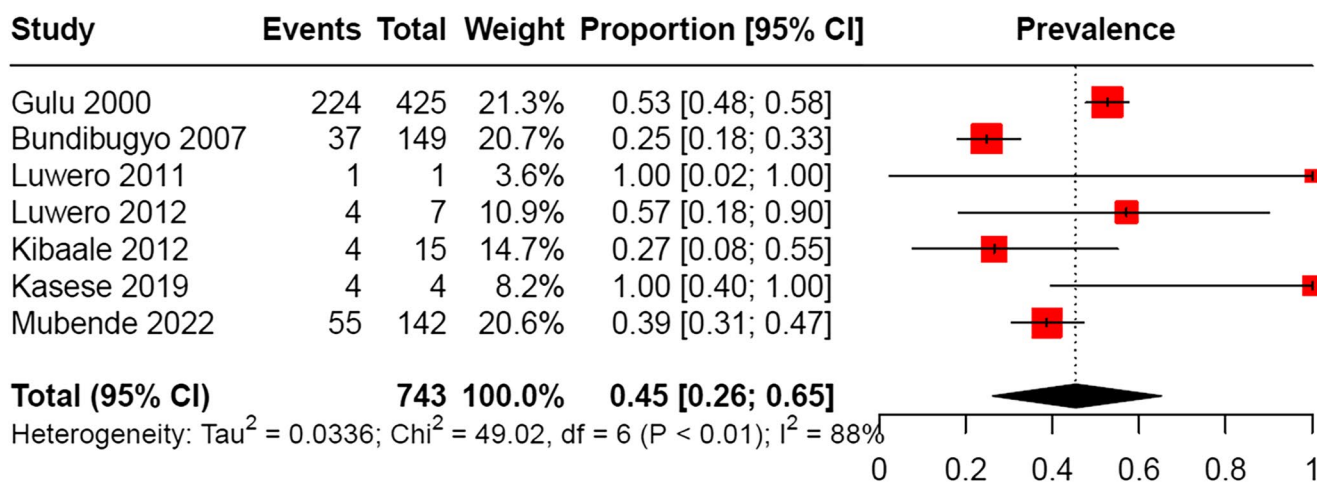 Study Events Total Weight Proportion [95% CI] Prevalence
Gulu 2000 224 425 21.3% 0.53 [0.48; 0.58]
Bundibugyo 2007 37 149 20.7% 0.25 [0.18; 0.33]
Luwero 2011 1 1 3.6% 1.00 [0.02; 1.00]
Luwero 2012 4 7 10.9% 0.57 [0.18; 0.90]
Kibaale 2012 4 15 14.7% 0.27 [0.08; 0.55]
Kasese 2019 4 4 8.2% 1.00 [0.40; 1.00]
Mubende 2022 55 142 20.6% 0.39 [0.31; 0.47]
Total (95% CI) 743 100.0% 0.45 [0.26; 0.65]
Heterogeneity: Tau² = 0.0336; Chi² = 49.02, df = 6 (P < 0.01); I² = 88%
0 0.2 0.4 0.6 0.8 1